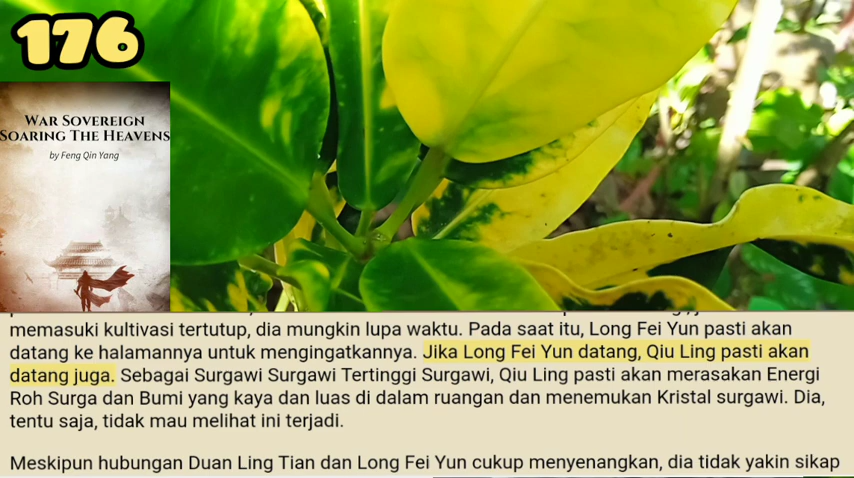 176
WAR SOVEREIGN
SOARING THE HEAVENS
by Feng Qin Yang
memasuki kultivasi tertutup, dia mungkin lupa waktu. Pada saat itu, Long Fei Yun pasti akan
datang ke halamannya untuk mengingatkannya. Jika Long Fei Yun datang, Qiu Ling pasti akan
datang juga. Sebagai Surgawi Surgawi Tertinggi Surgawi, Qiu Ling pasti akan merasakan Energi
Roh Surga dan Bumi yang kaya dan luas di dalam ruangan dan menemukan Kristal surgawi. Dia,
tentu saja, tidak mau melihat ini terjadi.
Meskipun hubungan Duan Ling Tian dan Long Fei Yun cukup menyenangkan, dia tidak yakin sikap